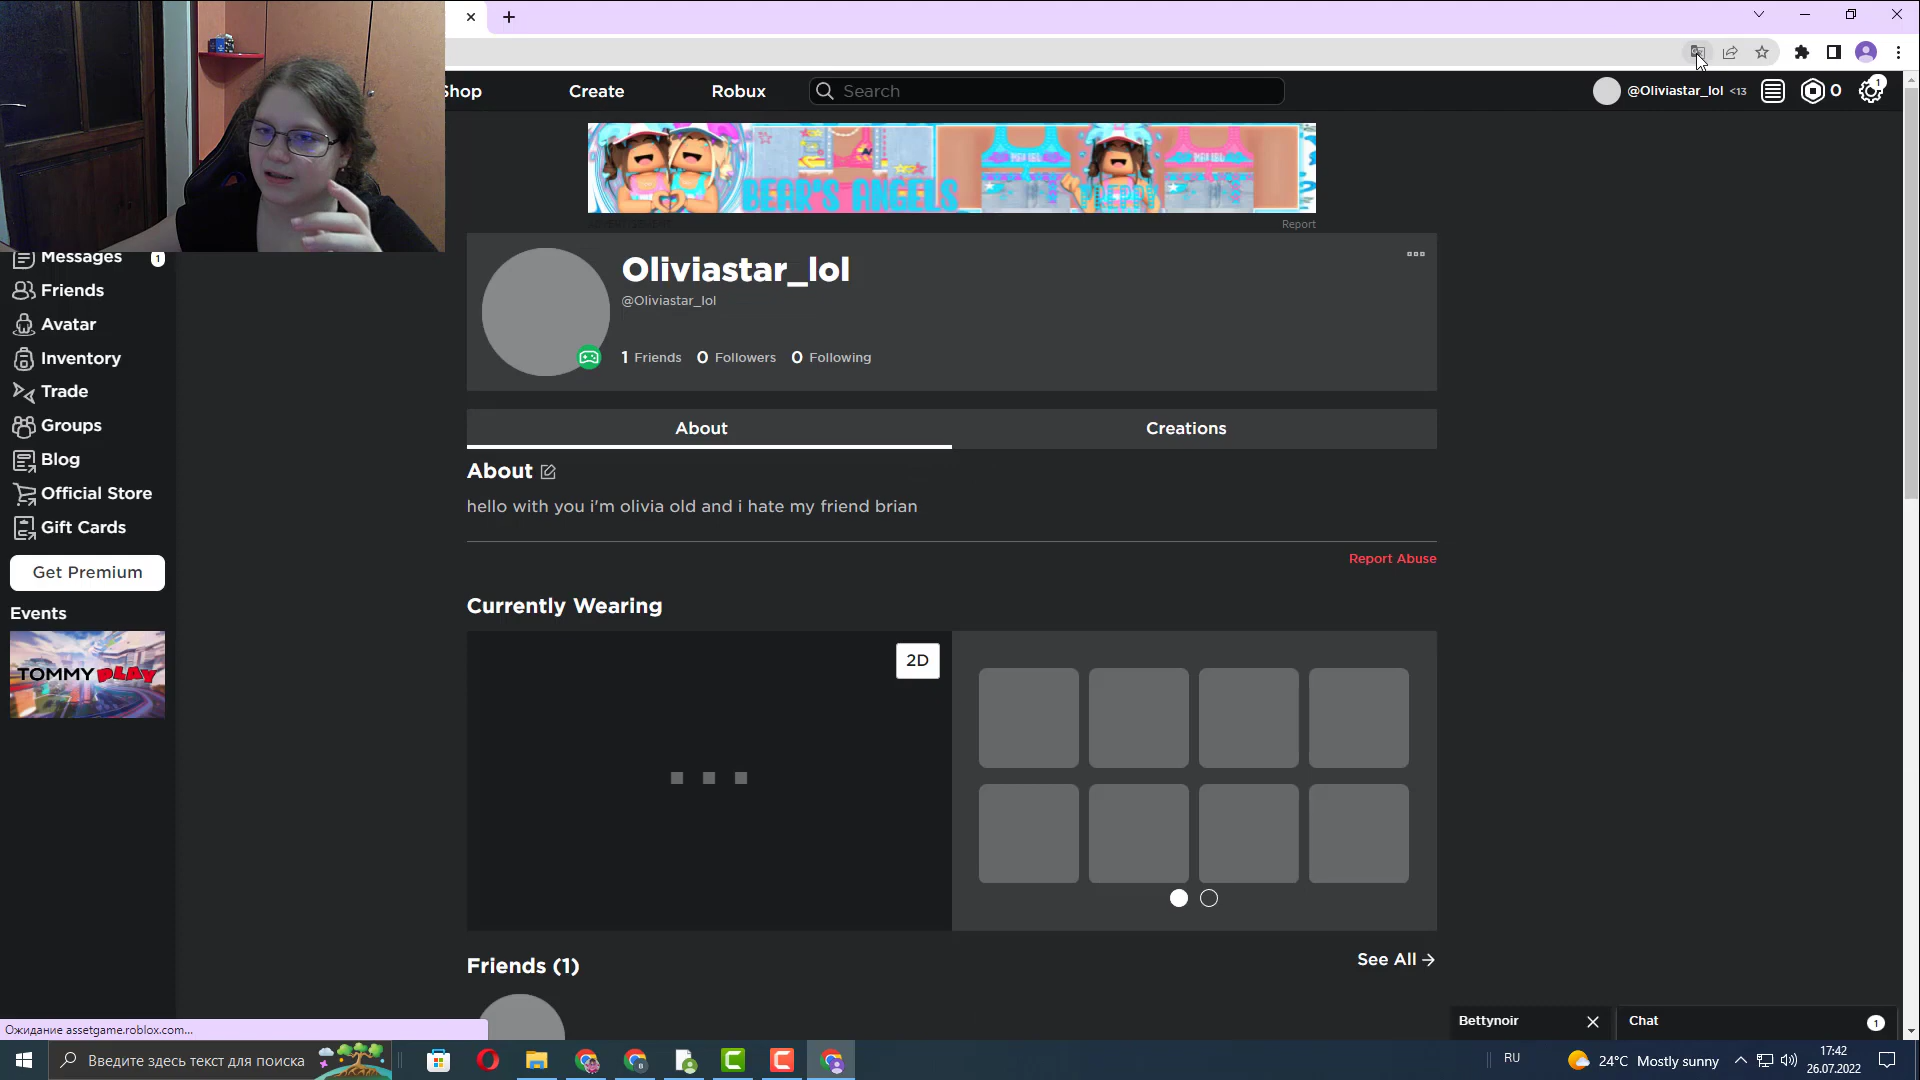 Shop
Create
Robux
Search
@Oliviastar_lol <13
0
1
BEAR'S ANGELS
PREPPY
Report
Oliviastar_lol
@Oliviastar_lol
1 Friends 0 Followers 0 Following
Messages 1
Friends
Avatar
Inventory
Trade
Groups
Blog
Official Store
Gift Cards
Get Premium
Events
TOMMY PLAY
About
Creations
About
hello with you i'm olivia old and i hate my friend brian
Report Abuse
Currently Wearing
2D
Friends (1)
See All
Bettynoir
Chat
1
Ожидание assetgame.roblox.com...
Введите здесь текст для поиска
RU
24°C Mostly sunny
17:42
26.07.2022